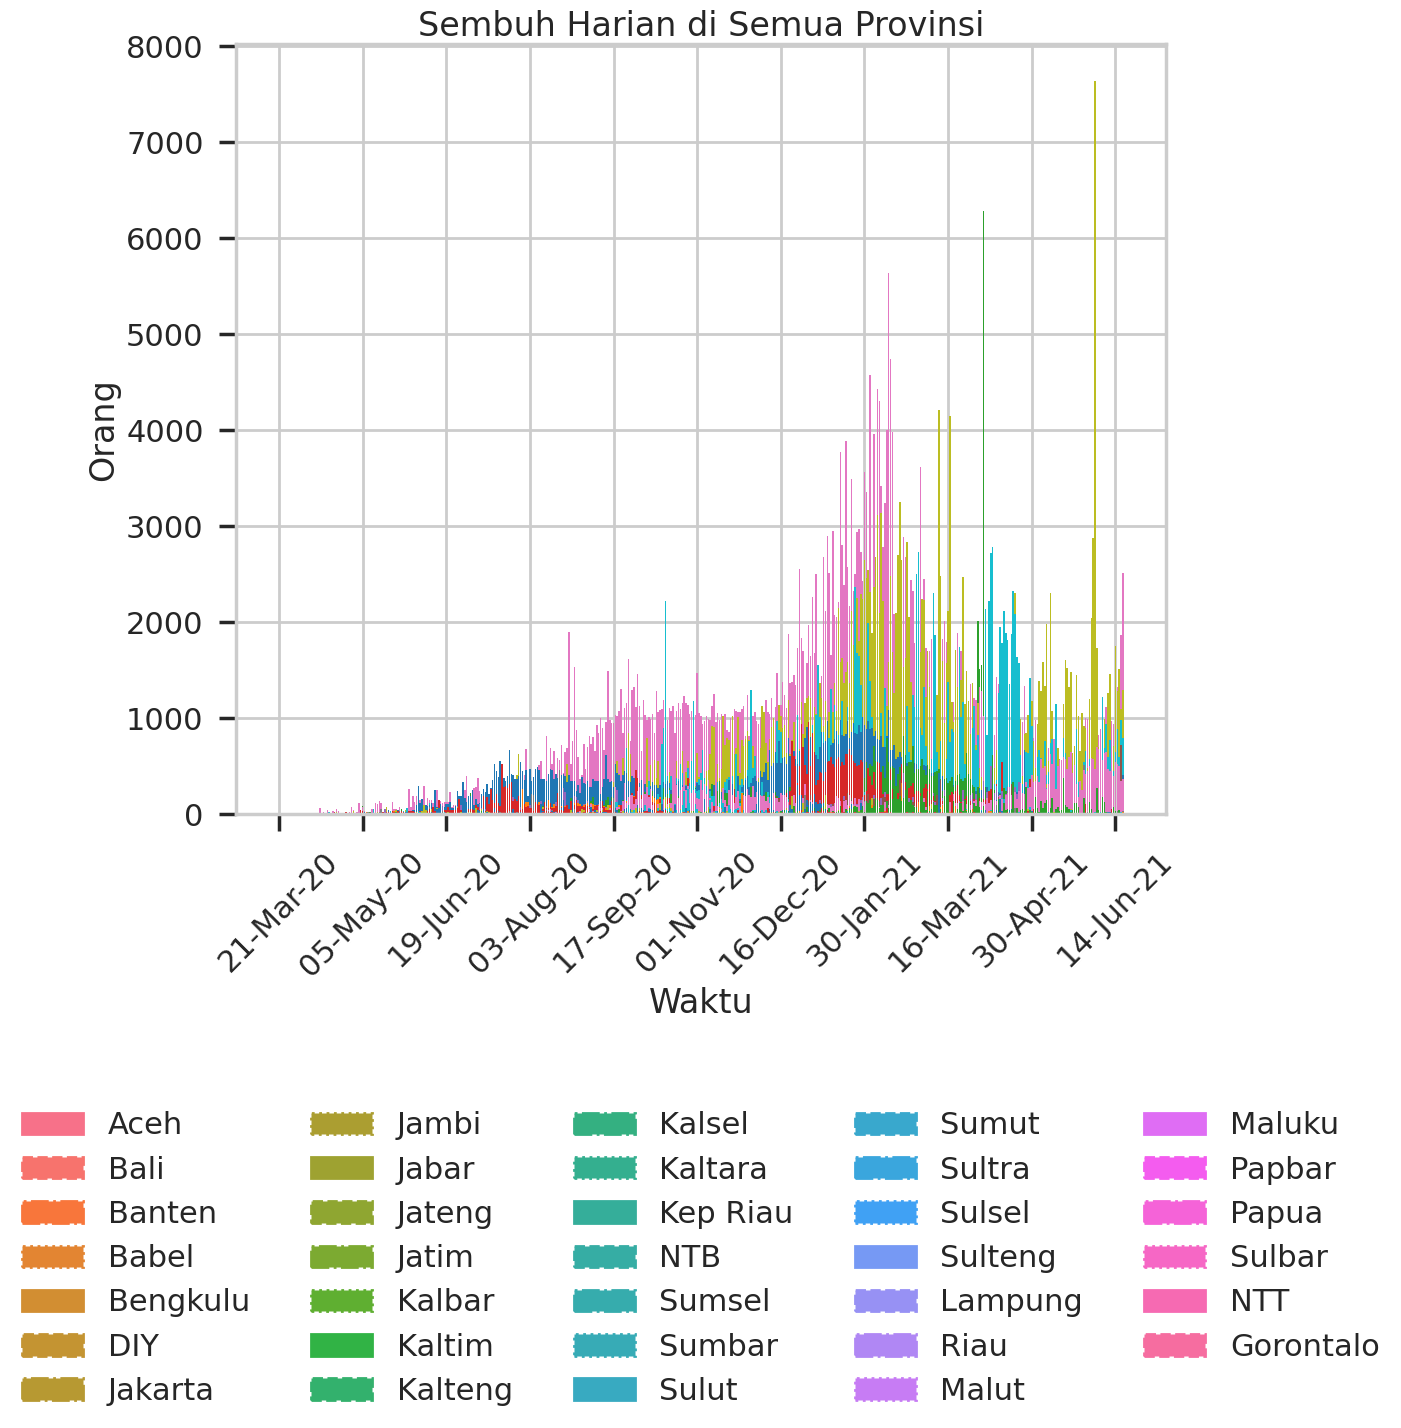 Sembuh Harian di Semua Provinsi
8000
7000
6000
5000
4000
3000
2000
1000
0
Orang
21-Mar-20
05-May-20
19-Jun-20
03-Aug-20
17-Sep-20
01-Nov-20
16-Dec-20
30-Jan-21
16-Mar-21
30-Apr-21
14-Jun-21
Waktu
Aceh
Bali
Banten
Babel
Bengkulu
DIY
Jakarta
Jambi
Jabar
Jateng
Jatim
Kalbar
Kaltim
Kalteng
Kalsel
Kaltara
Kep Riau
NTB
Sumsel
Sumbar
Sulut
Sumut
Sultra
Sulsel
Sulteng
Lampung
Riau
Malut
Maluku
Papbar
Papua
Sulbar
NTT
Gorontalo